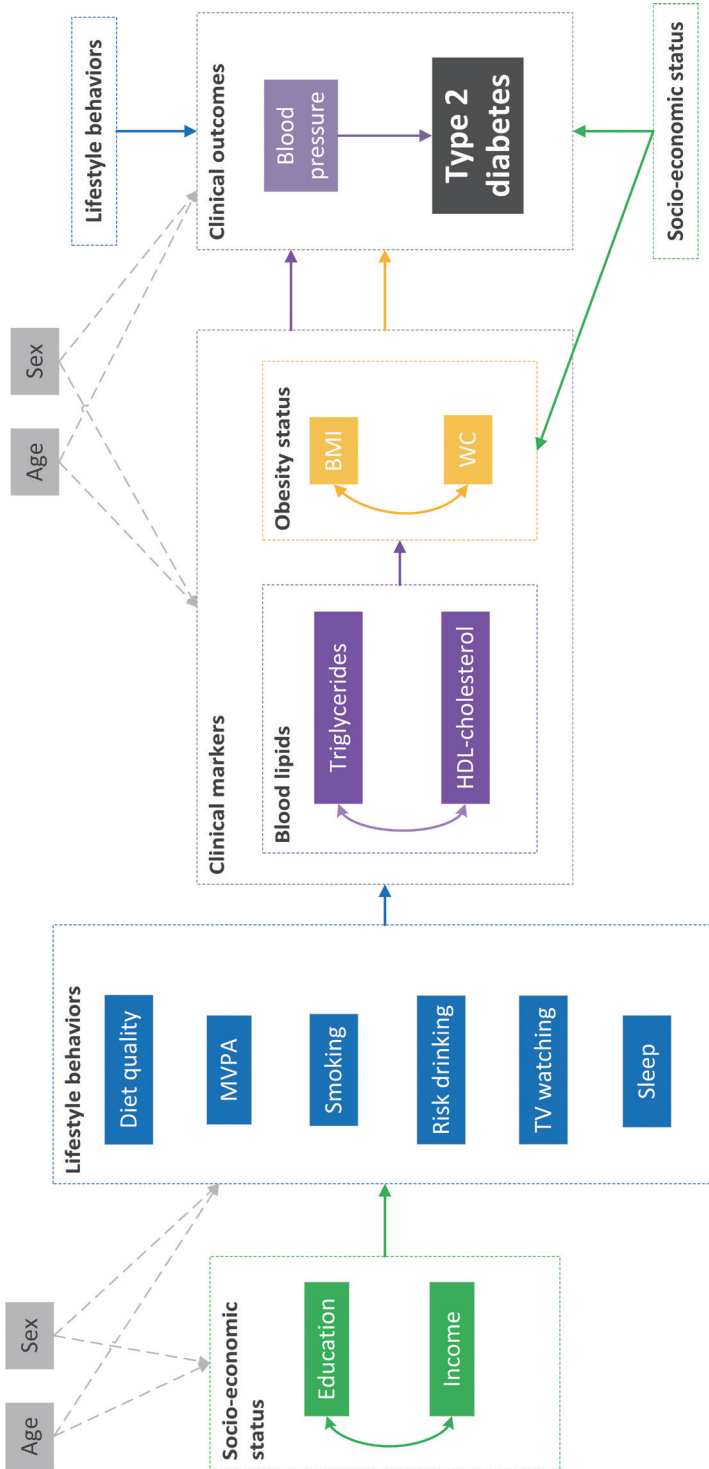 Age
Sex
Socio-economic
status
Education
Income
Lifestyle behaviors
Diet quality
MVPA
Smoking
Risk drinking
TV watching
Sleep
Age
Sex
Clinical markers
Blood lipids
Triglycerides
HDL-cholesterol
Obesity status
BMI
WC
Lifestyle behaviors
Clinical outcomes
Blood
pressure
Type 2
diabetes
Socio-economic status